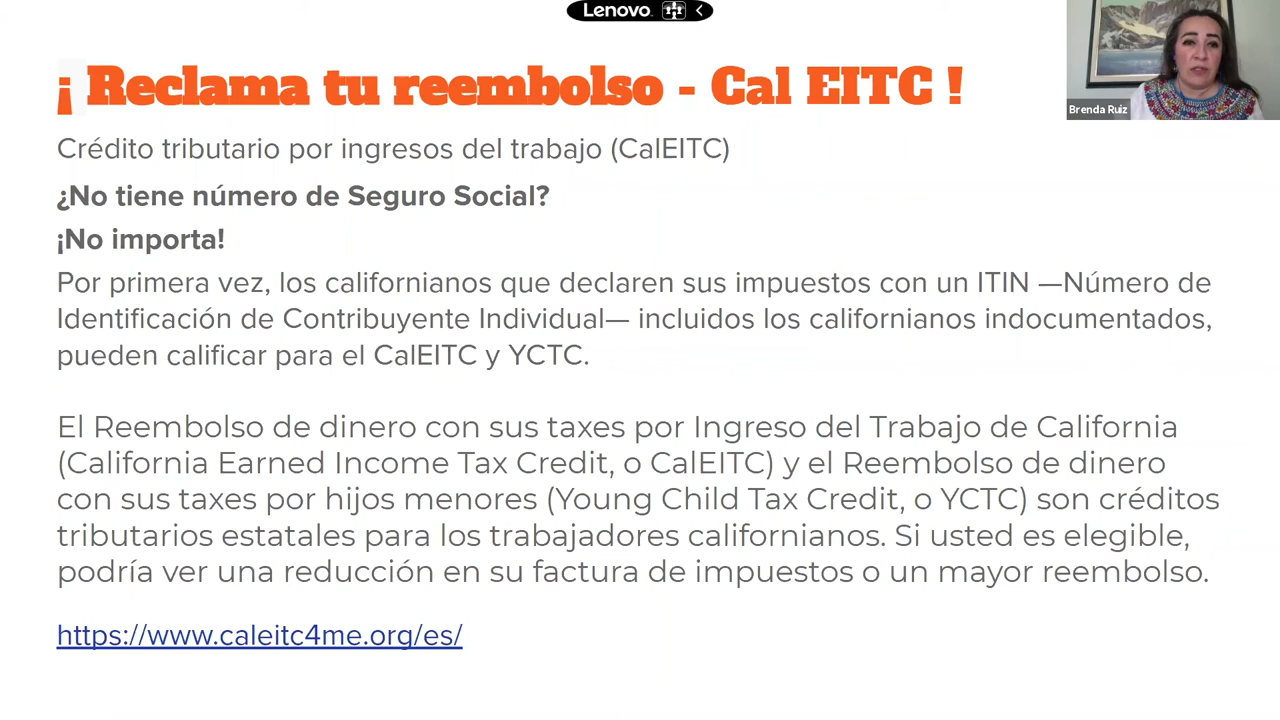 Lenovo
¡ Reclama tu reembolso - Cal EITC !
Brenda Ruiz
Crédito tributario por ingresos del trabajo (CalEITC)
¿No tiene número de Seguro Social?
¡No importa!
Por primera vez, los californianos que declaren sus impuestos con un ITIN —Número de
Identificación de Contribuyente Individual— incluidos los californianos indocumentados,
pueden calificar para el CalEITC y YCTC.
El Reembolso de dinero con sus taxes por Ingreso del Trabajo de California
(California Earned Income Tax Credit, o CalEITC) y el Reembolso de dinero
con sus taxes por hijos menores (Young Child Tax Credit, o YCTC) son créditos
tributarios estatales para los trabajadores californianos. Si usted es elegible,
podría ver una reducción en su factura de impuestos o un mayor reembolso.
https://www.caleitc4me.org/es/